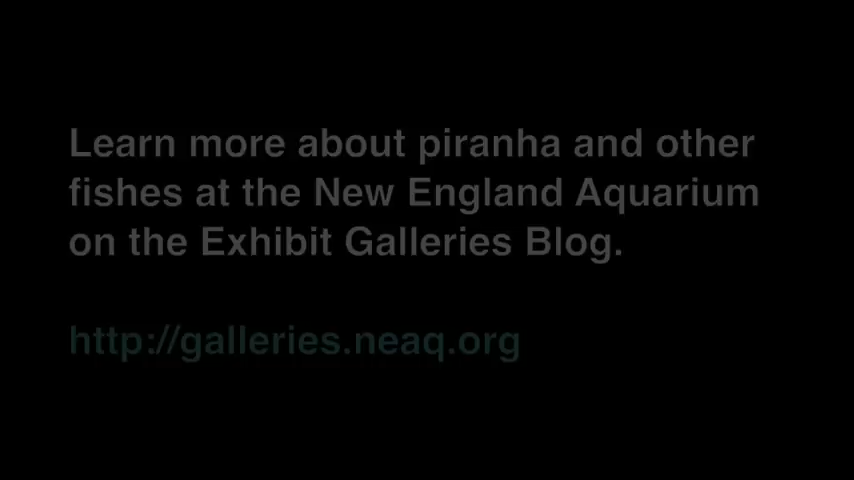 Learn more about piranha and other
fishes at the New England Aquarium
on the Exhibit Galleries Blog.
http://galleries.neaq.org